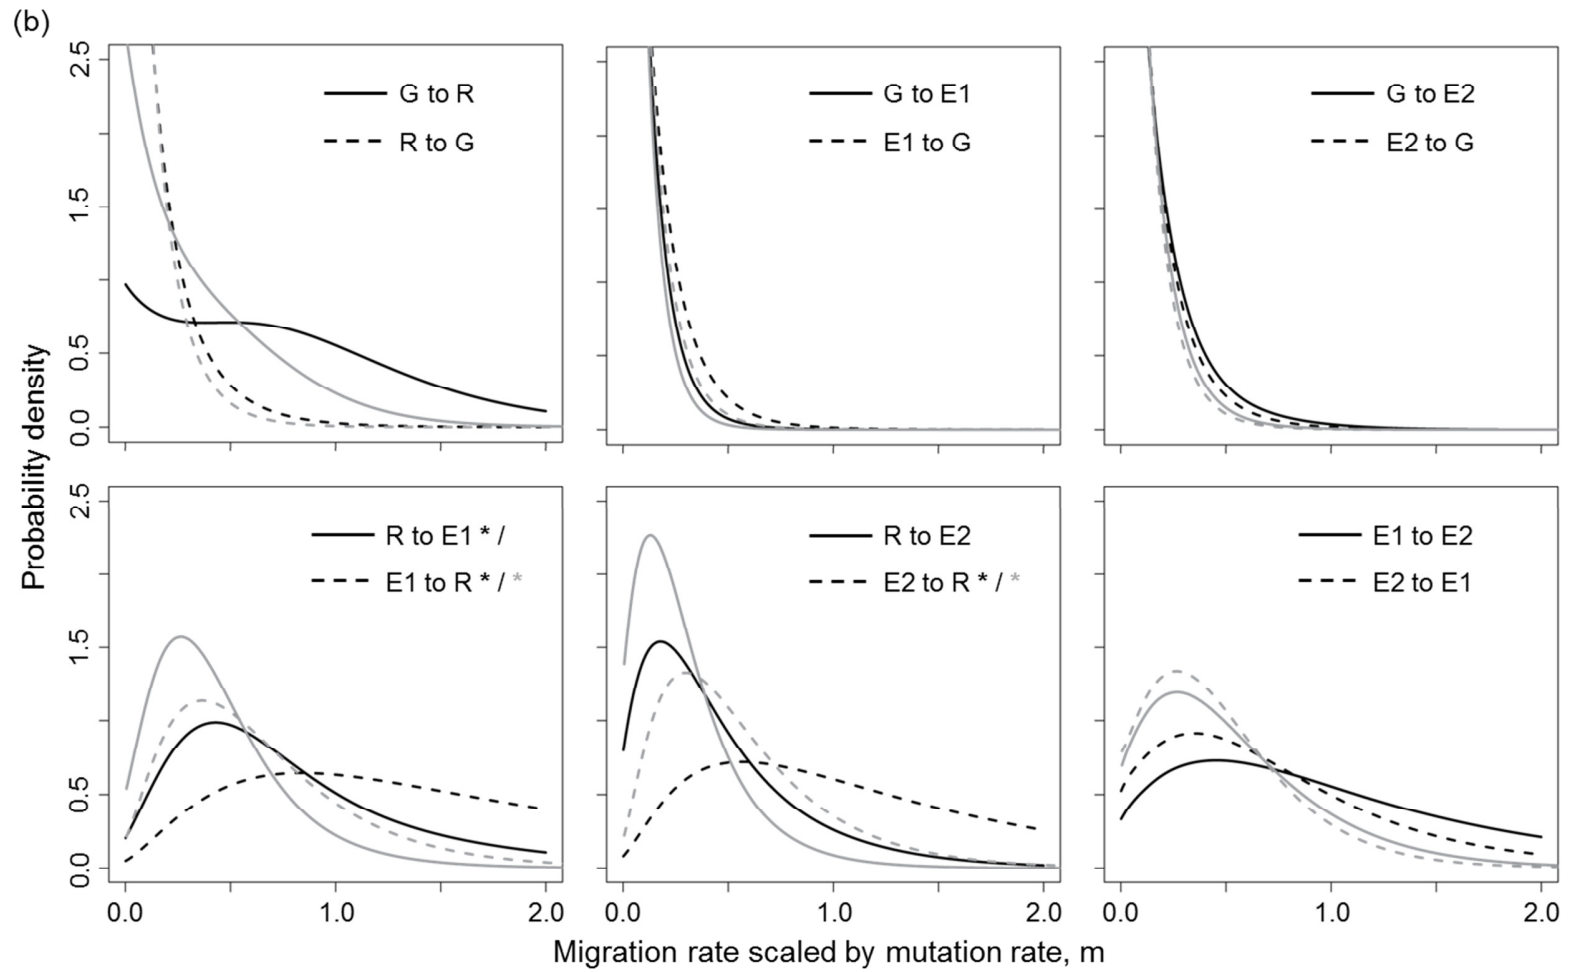 (b)
Probability density
2.5
1.5
0.5
0.0
G to R
R to G
G to E1
E1 to G
G to E2
E2 to G
2.5
1.5
0.5
0.0
R to E1 * /
E1 to R * / *
R to E2
E2 to R * / *
E1 to E2
E2 to E1
0.0 1.0 2.0
0.0 1.0 2.0
0.0 1.0 2.0
Migration rate scaled by mutation rate, m